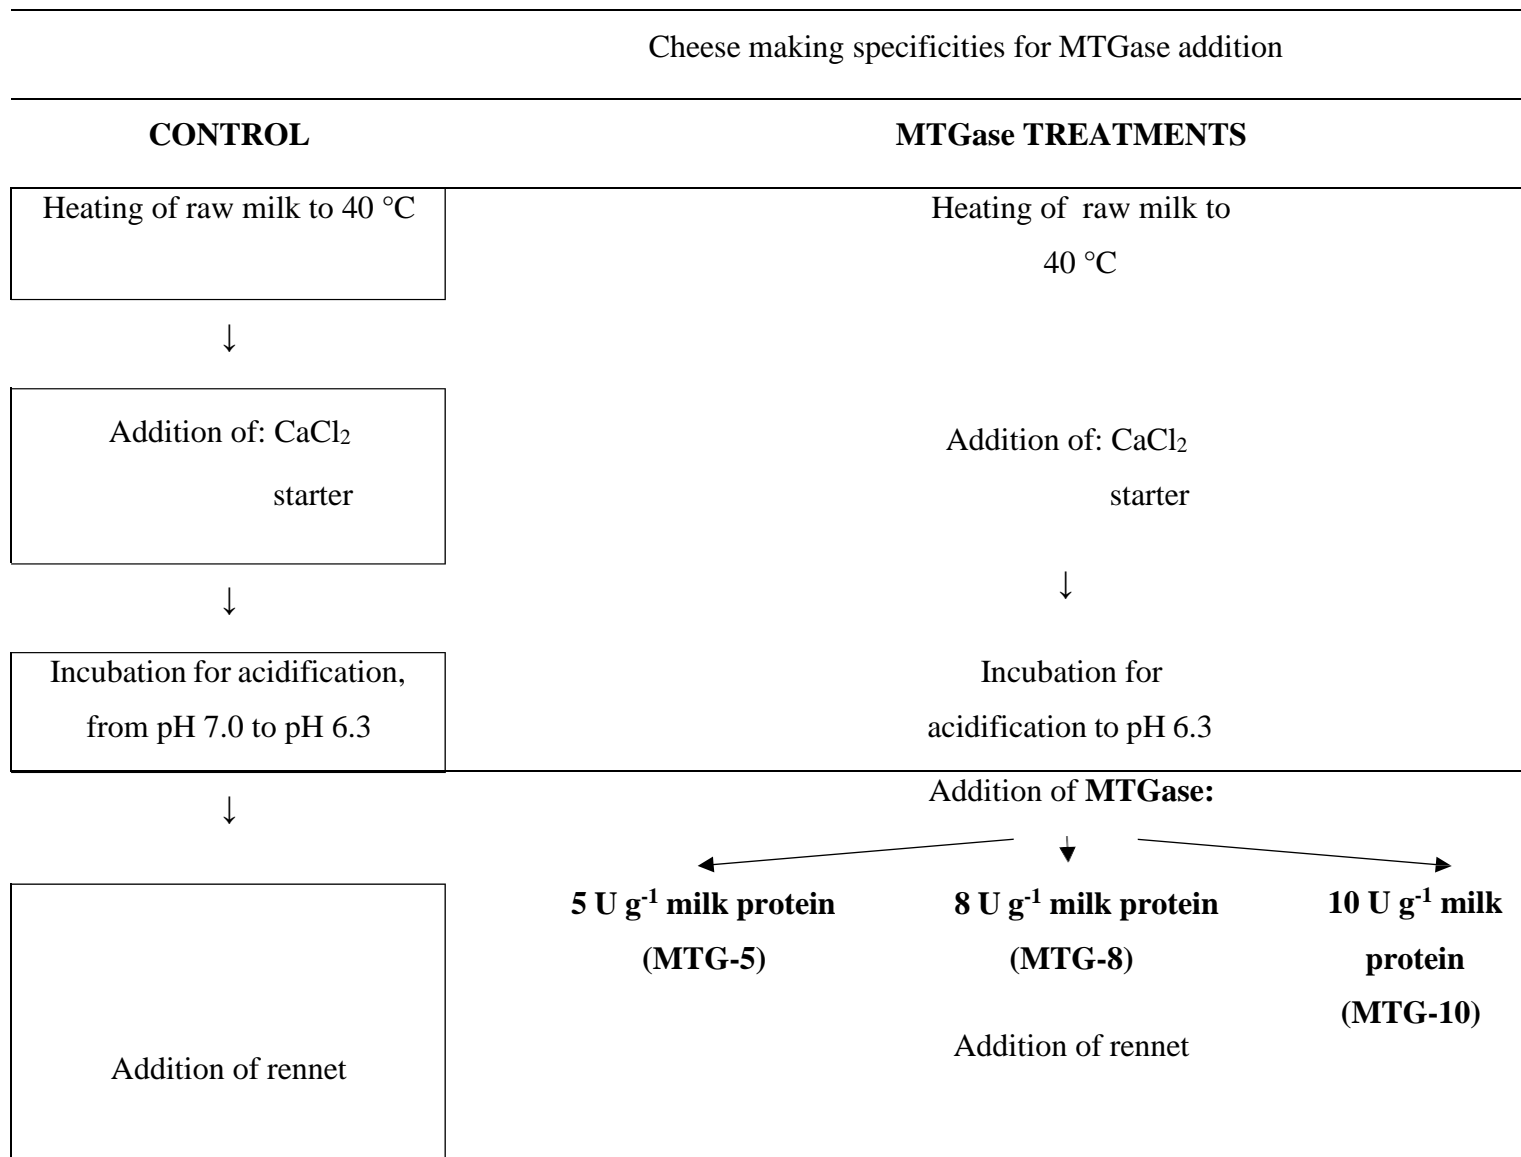 Cheese making specificities for MTGase addition
CONTROL
MTGase TREATMENTS
Heating of raw milk to 40 °C
Heating of raw milk to
40 °C
↓
Addition of: CaCl₂
starter
Addition of: CaCl₂
starter
↓
↓
Incubation for acidification,
from pH 7.0 to pH 6.3
Incubation for
acidification to pH 6.3
↓
Addition of MTGase:
5 U g⁻¹ milk protein
(MTG-5)
8 U g⁻¹ milk protein
(MTG-8)
10 U g⁻¹ milk
protein
(MTG-10)
Addition of rennet
Addition of rennet